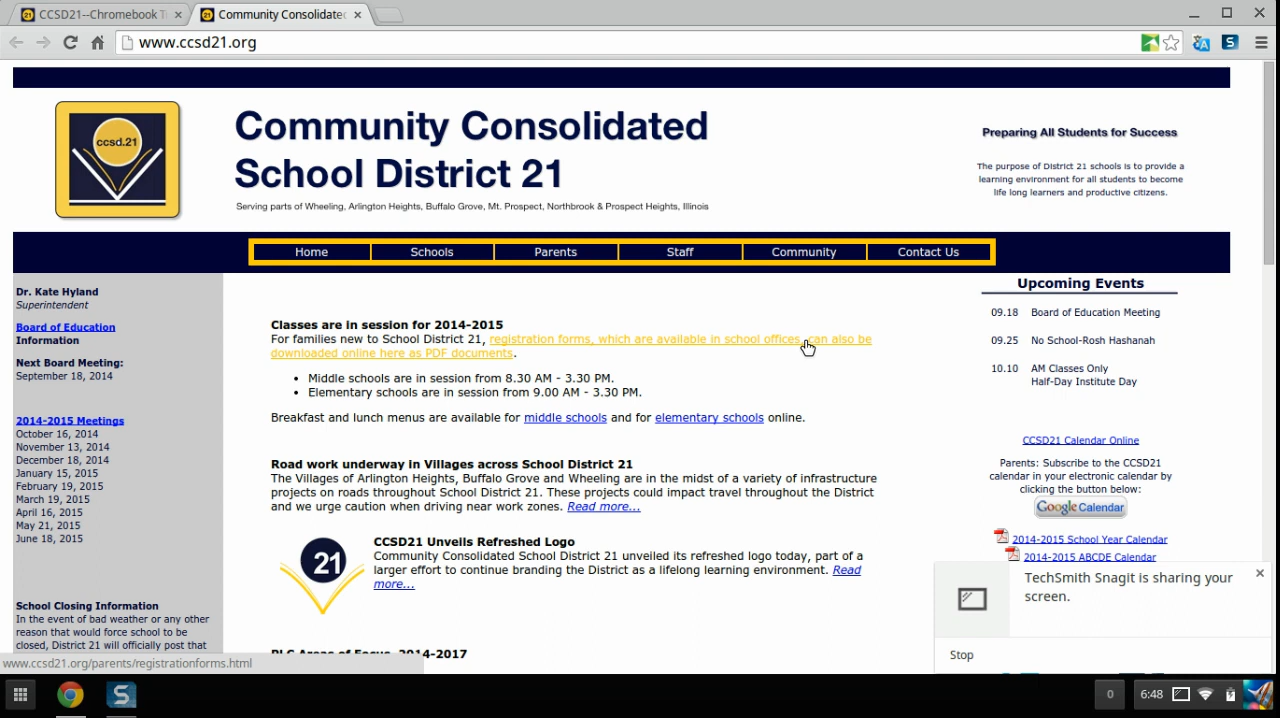 CCSD21--Chromebook T
Community Consolidated
www.ccsd21.org
ccsd.21
Community Consolidated
School District 21
Serving parts of Wheeling, Arlington Heights, Buffalo Grove, Mt. Prospect, Northbrook & Prospect Heights, Illinois
Preparing All Students for Success
The purpose of District 21 schools is to provide a
learning environment for all students to become
life long learners and productive citizens.
Home Schools Parents Staff Community Contact Us
Dr. Kate Hyland
Superintendent
Board of Education
Information
Next Board Meeting:
September 18, 2014
2014-2015 Meetings
October 16, 2014
November 13, 2014
December 18, 2014
January 15, 2015
February 19, 2015
March 19, 2015
April 16, 2015
May 21, 2015
June 18, 2015
School Closing Information
In the event of bad weather or any other
reason that would force school to be
closed, District 21 will officially post that
Classes are in session for 2014-2015
For families new to School District 21, registration forms, which are available in school offices, can also be
downloaded online here as PDF documents.
• Middle schools are in session from 8.30 AM - 3.30 PM.
• Elementary schools are in session from 9.00 AM - 3.30 PM.
Breakfast and lunch menus are available for middle schools and for elementary schools online.
Road work underway in Villages across School District 21
The Villages of Arlington Heights, Buffalo Grove and Wheeling are in the midst of a variety of infrastructure
projects on roads throughout School District 21. These projects could impact travel throughout the District
and we urge caution when driving near work zones. Read more...
21
CCSD21 Unveils Refreshed Logo
Community Consolidated School District 21 unveiled its refreshed logo today, part of a
larger effort to continue branding the District as a lifelong learning environment. Read
more...
PLC Areas of Focus, 2014-2017
Upcoming Events
09.18 Board of Education Meeting
09.25 No School-Rosh Hashanah
10.10 AM Classes Only
Half-Day Institute Day
CCSD21 Calendar Online
Parents: Subscribe to the CCSD21
calendar in your electronic calendar by
clicking the button below:
Google Calendar
2014-2015 School Year Calendar
2014-2015 ABCDE Calendar
TechSmith Snagit is sharing your
screen.
Stop
www.ccsd21.org/parents/registrationforms.html
0
6:48